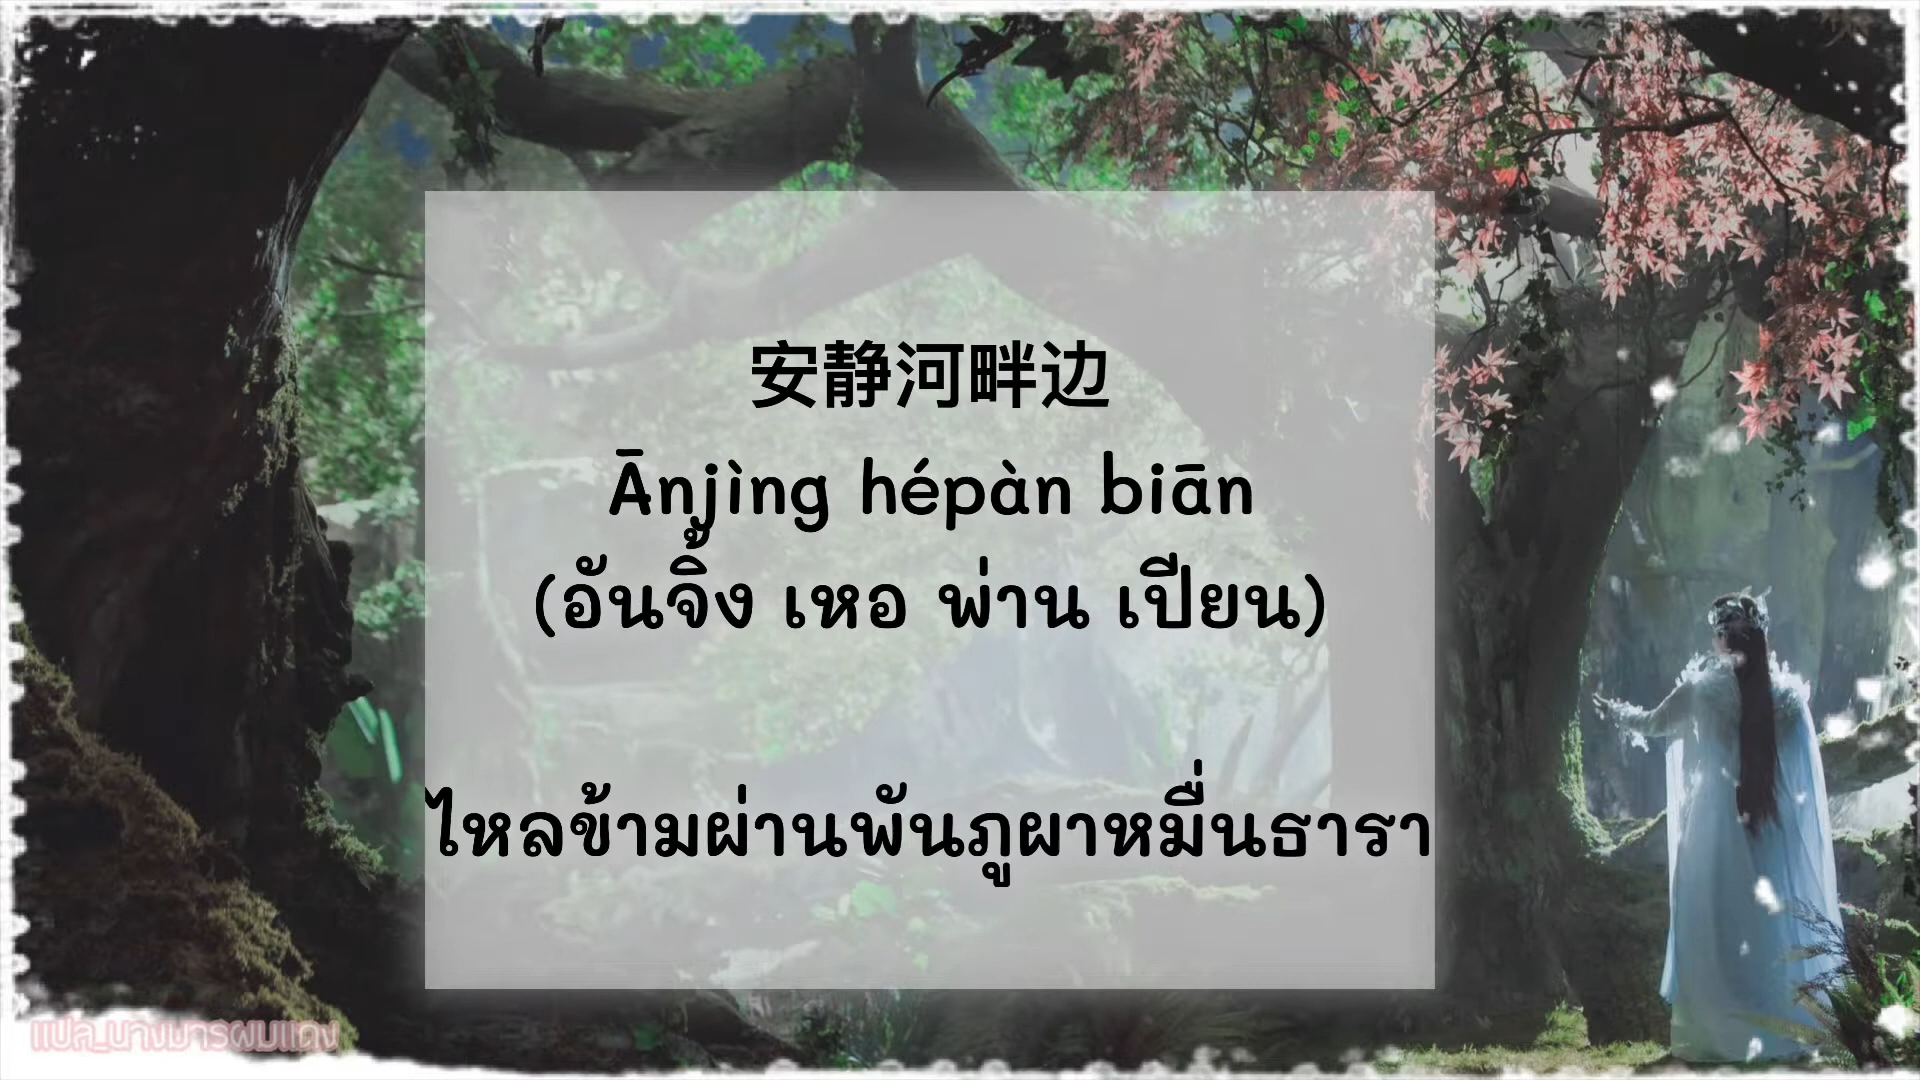 安静河畔边
Ānjìng hépàn biān
(อันจิ้ง เหอ พ่าน เปียน)
ไหลข้ามผ่านพันภูผาหมื่นธารา
แปล_นางมารผมแดง